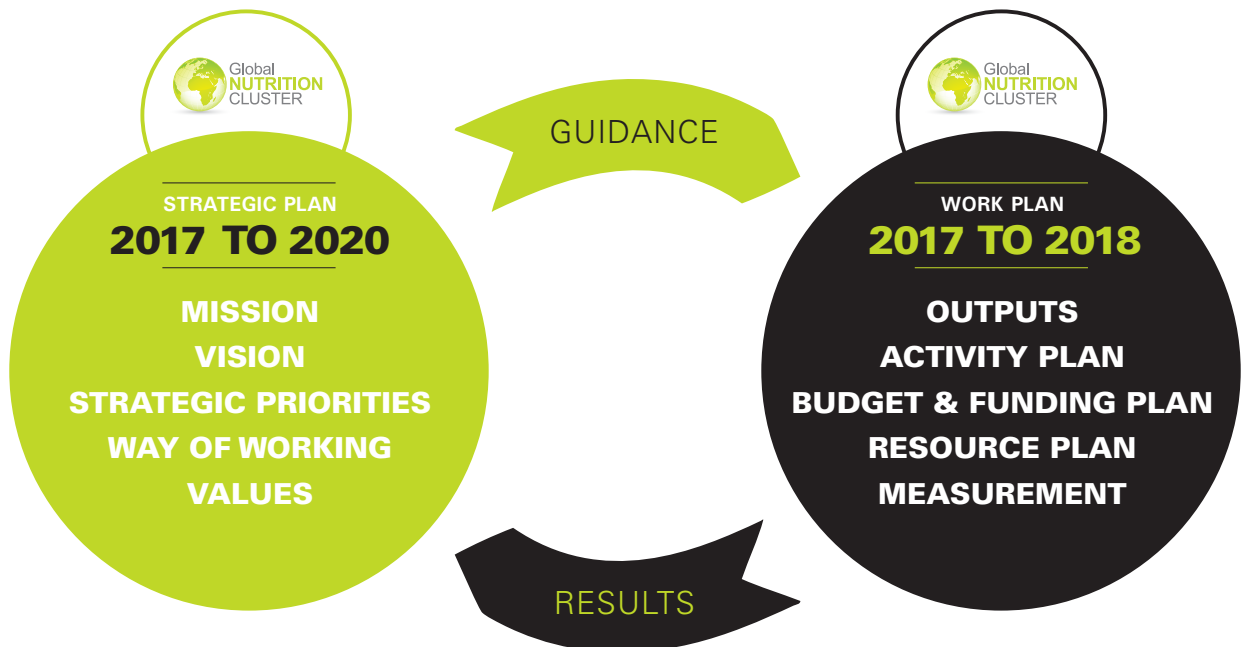 Global
NUTRITION
CLUSTER
STRATEGIC PLAN
2017 TO 2020
MISSION
VISION
STRATEGIC PRIORITIES
WAY OF WORKING
VALUES
GUIDANCE
Global
NUTRITION
CLUSTER
WORK PLAN
2017 TO 2018
OUTPUTS
ACTIVITY PLAN
BUDGET & FUNDING PLAN
RESOURCE PLAN
MEASUREMENT
RESULTS